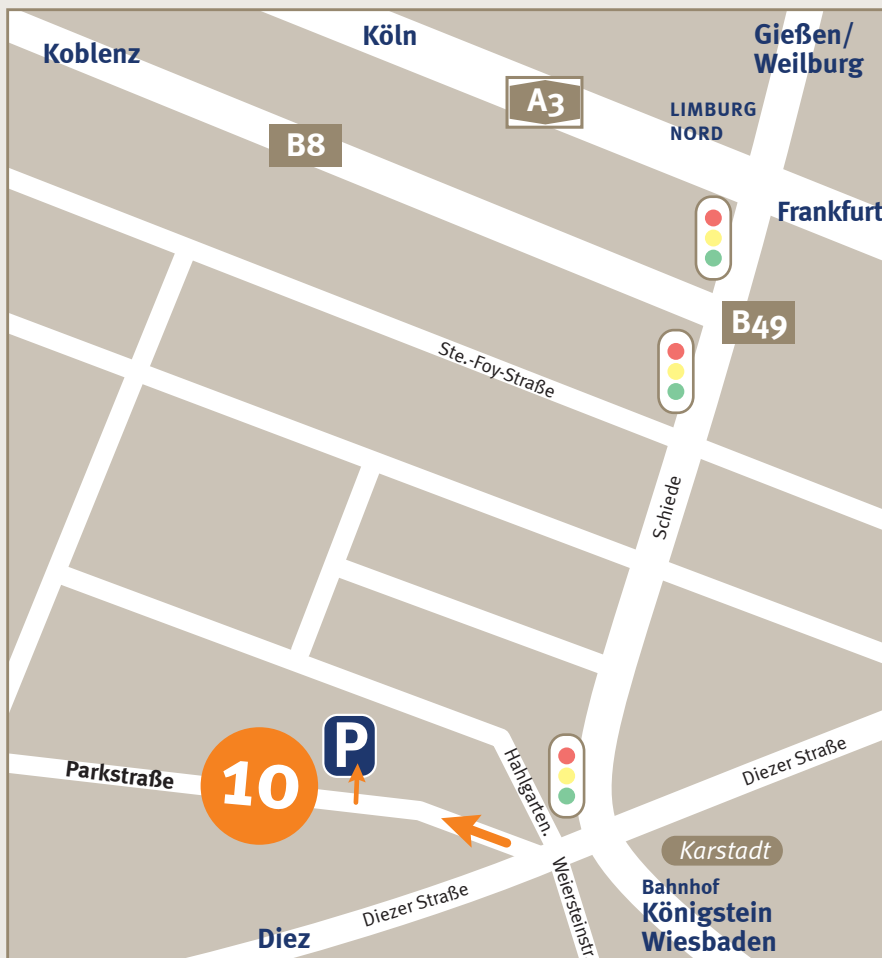 Köln
Gießen/
Weilburg
Koblenz
A3
LIMBURG
NORD
B8
Frankfurt
B49
Ste.-Foy-Straße
Schiede
P
Parkstraße
10
Hahlgarten.
Diezer Straße
Karstadt
Weiersteinstr
Diezer Straße
Bahnhof
Königstein
Wiesbaden
Diez